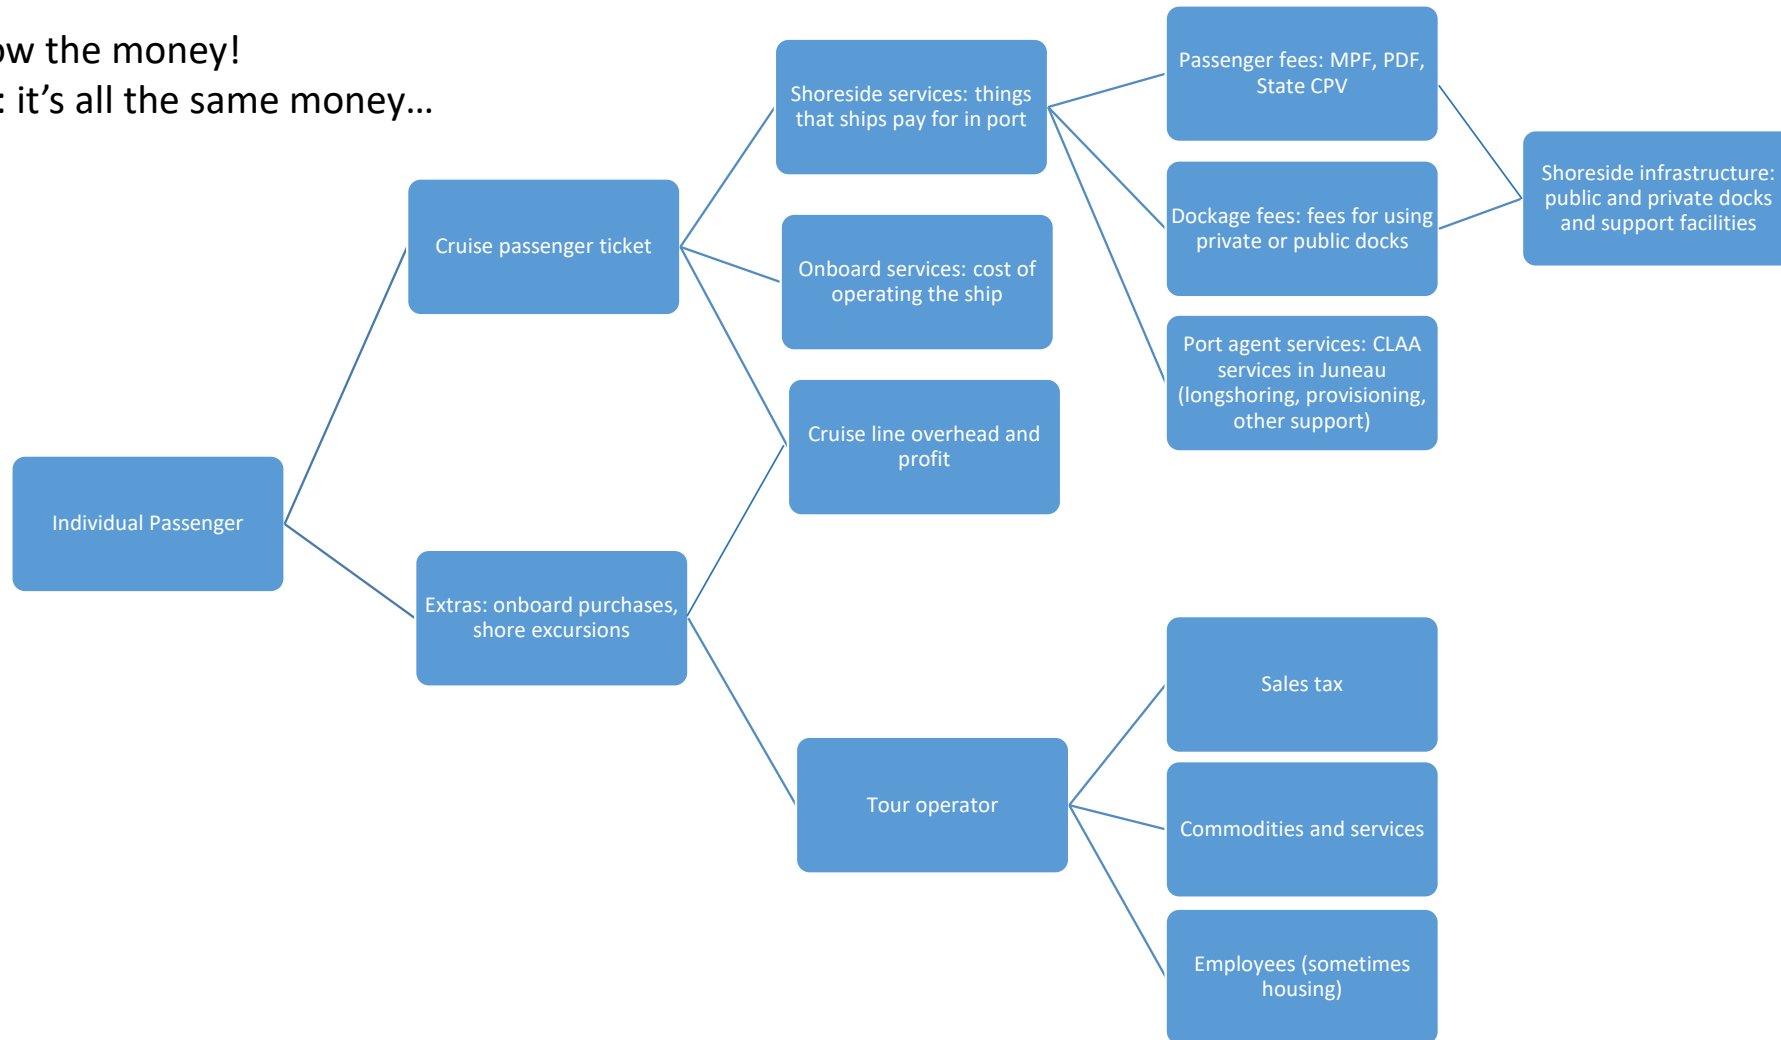 ow the money!
: it’s all the same money…
Shoreside services: things
that ships pay for in port
Passenger fees: MPF, PDF,
State CPV
Shoreside infrastructure:
public and private docks
and support facilities
Cruise passenger ticket
Dockage fees: fees for using
private or public docks
Onboard services: cost of
operating the ship
Port agent services: CLAA
services in Juneau
(longshoring, provisioning,
other support)
Cruise line overhead and
profit
Individual Passenger
Extras: onboard purchases,
shore excursions
Sales tax
Tour operator
Commodities and services
Employees (sometimes
housing)